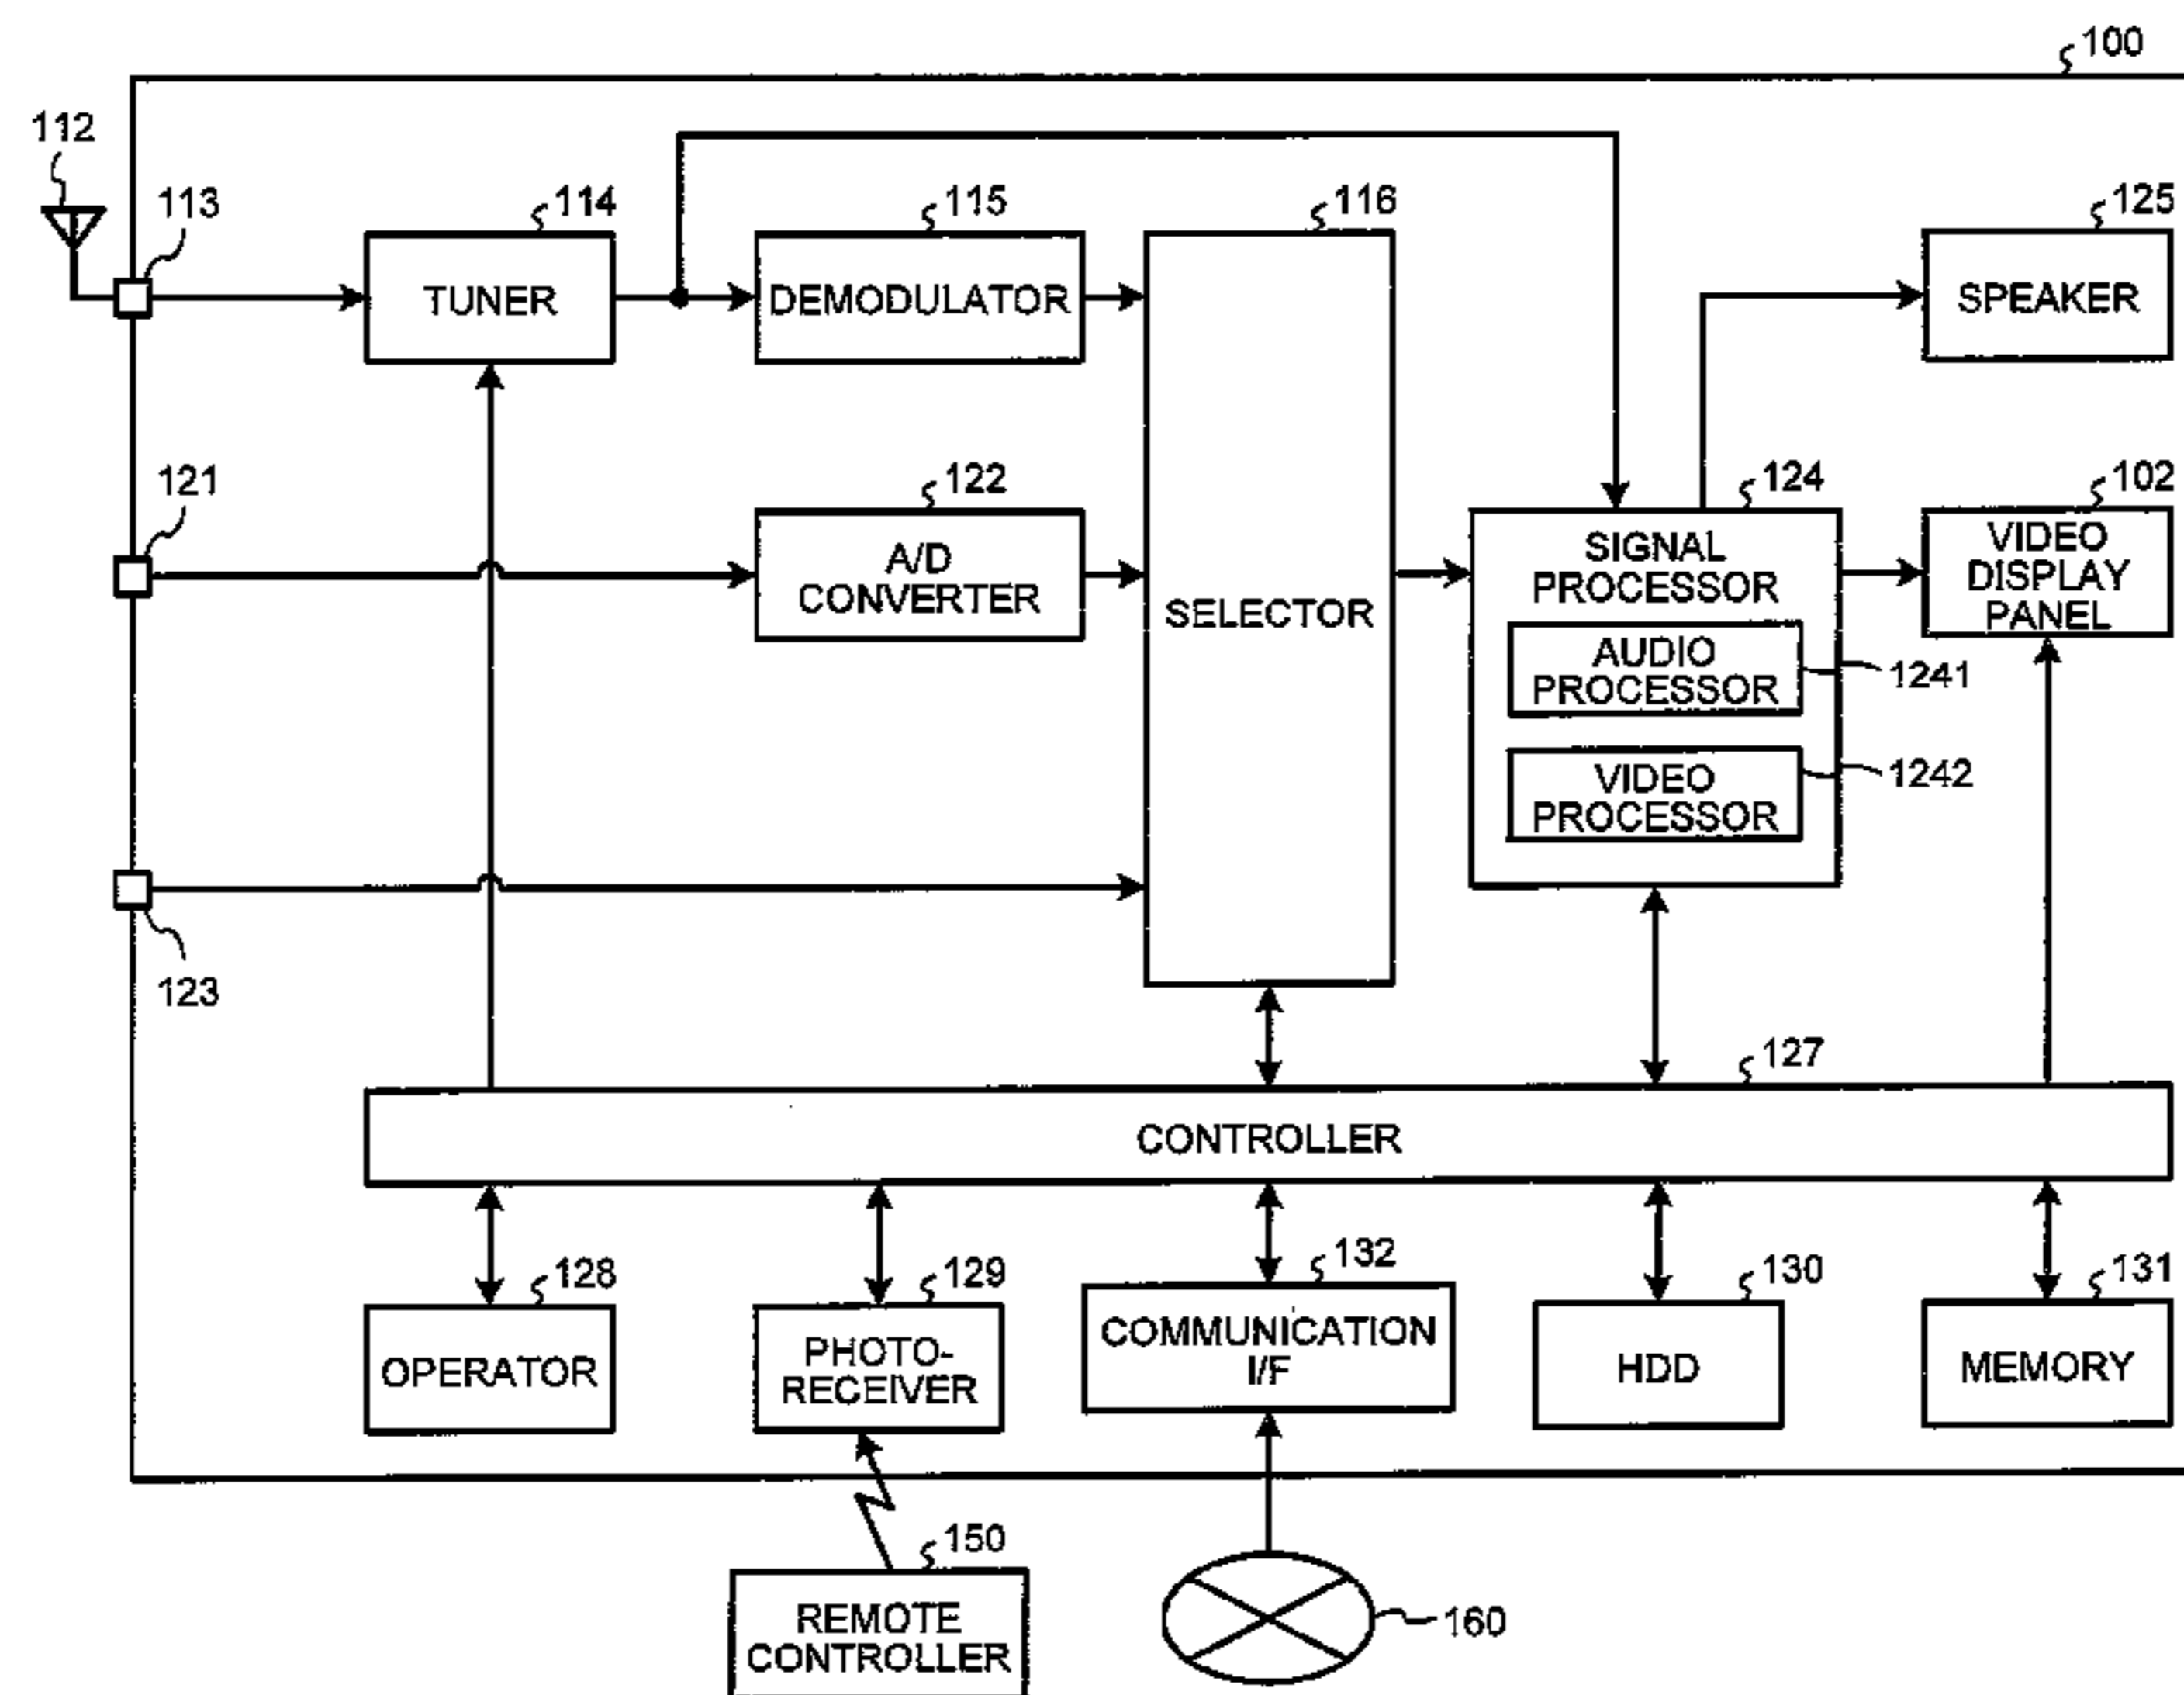 100
112
113
114
115
116
125
TUNER
DEMODULATOR
SPEAKER
121
122
124
102
A/D
CONVERTER
SELECTOR
SIGNAL
PROCESSOR
VIDEO
DISPLAY
PANEL
AUDIO
PROCESSOR
1241
VIDEO
PROCESSOR
1242
123
127
CONTROLLER
128
129
132
130
131
OPERATOR
PHOTO-
RECEIVER
COMMUNICATION
I/F
HDD
MEMORY
150
REMOTE
CONTROLLER
160